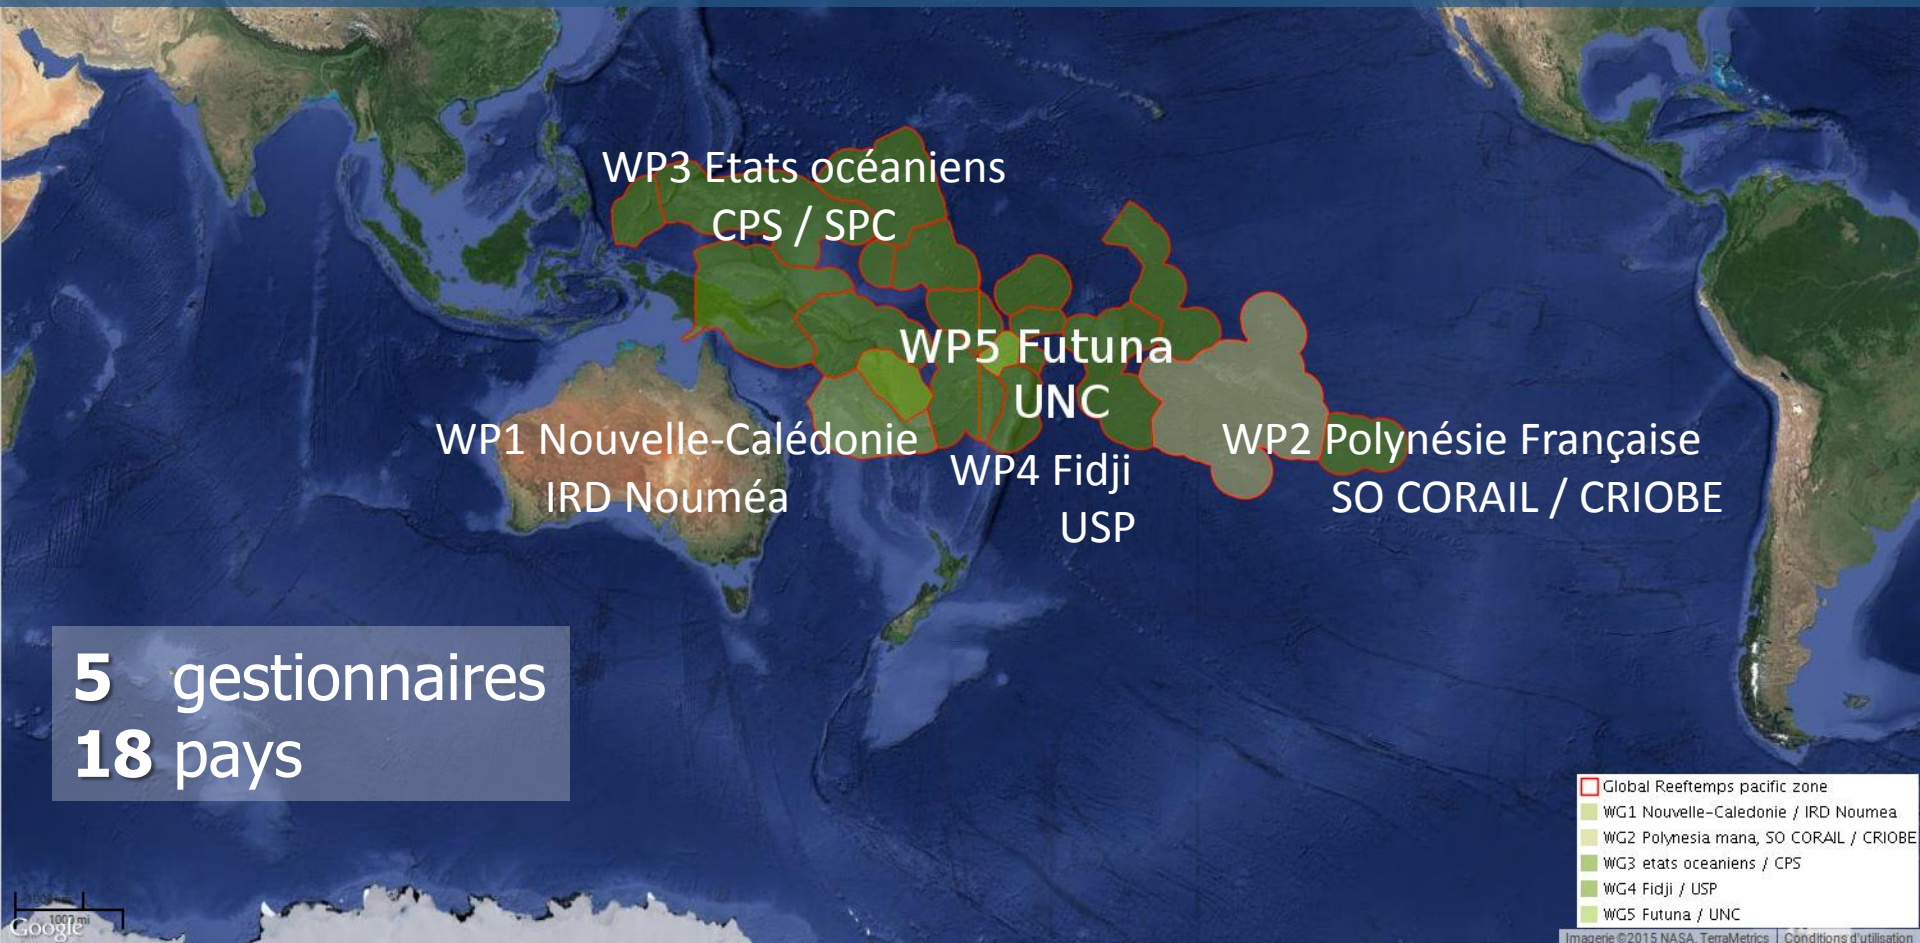 WP3 Etats océaniens
CPS / SPC
WP5 Futuna
UNC
WP1 Nouvelle-Calédonie
IRD Nouméa
WP4 Fidji
USP
WP2 Polynésie Française
SO CORAIL / CRIOBE
5 gestionnaires
18 pays
Global Reeftemps pacific zone
WG1 Nouvelle-Caledonie / IRD Noumea
WG2 Polynesia mana, SO CORAIL / CRIOBE
WG3 etats oceaniens / CPS
WG4 Fidji / USP
WG5 Futuna / UNC
1000 mi
Google
Imagerie ©2015 NASA, TerraMetrics
Conditions d'utilisation